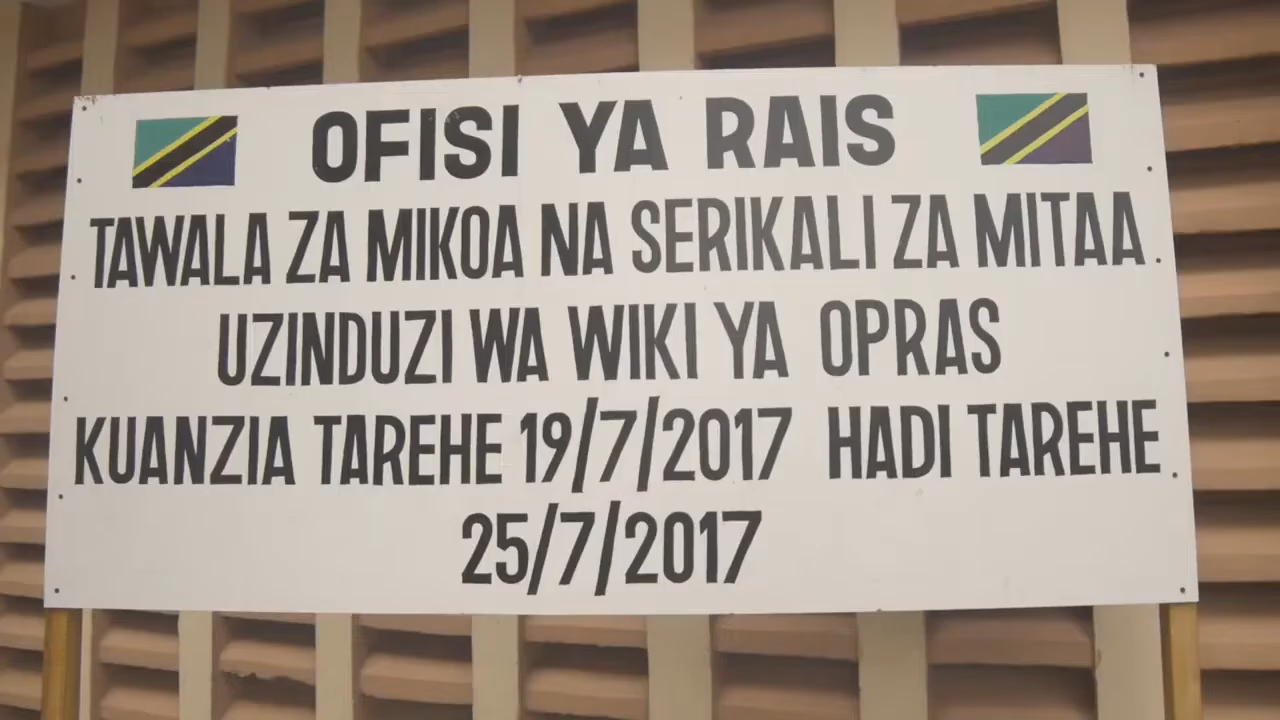 OFISI YA RAIS
TAWALA ZA MIKOA NA SERIKALI ZA MITAA
UZINDUZI WA WIKI YA OPRAS
KUANZIA TAREHE 19/7/2017 HADI TAREHE
25/7/2017